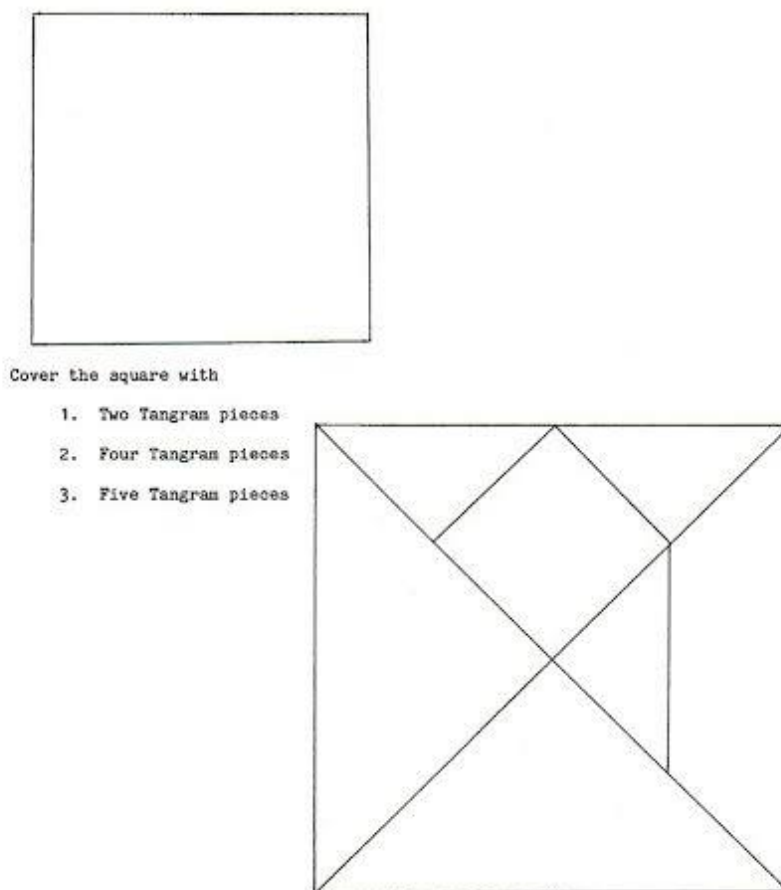 Cover the square with
1. Two Tangram pieces
2. Four Tangram pieces
3. Five Tangram pieces